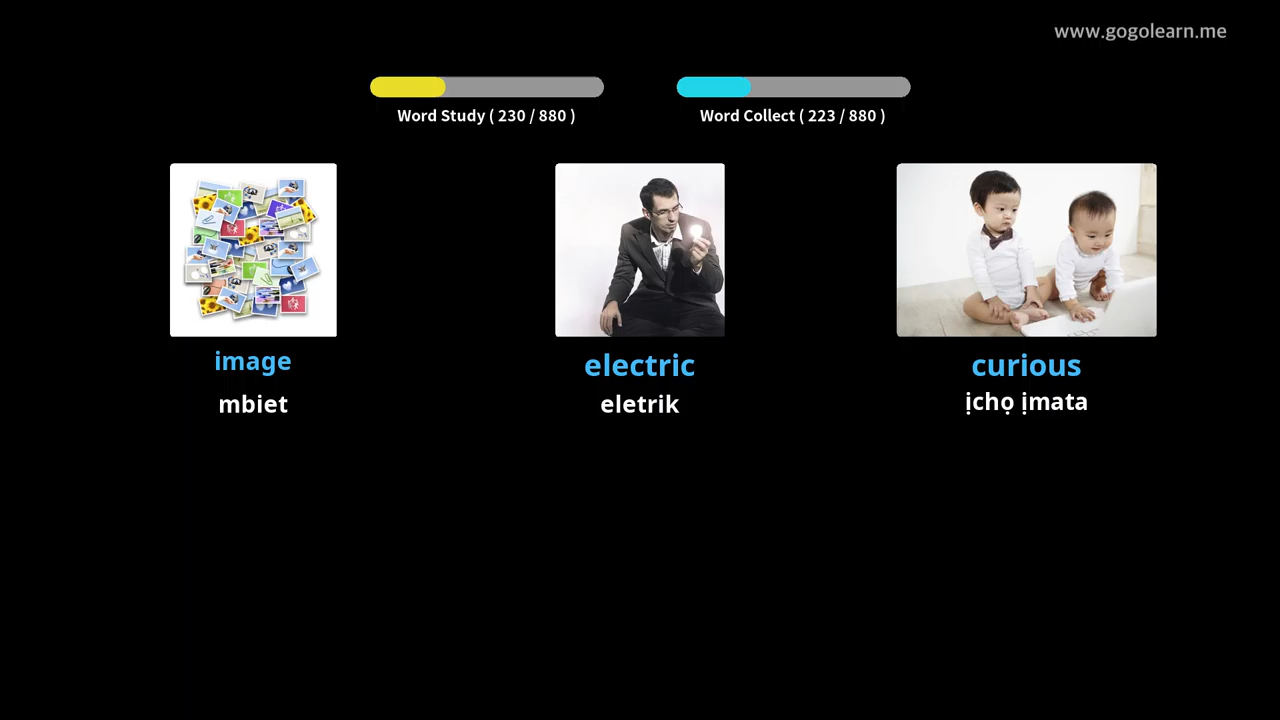 www.gogolearn.me
Word Study ( 230 / 880 )
Word Collect ( 223 / 880 )
image
electric
curious
mbiet
eletrik
ịchọ ịmata